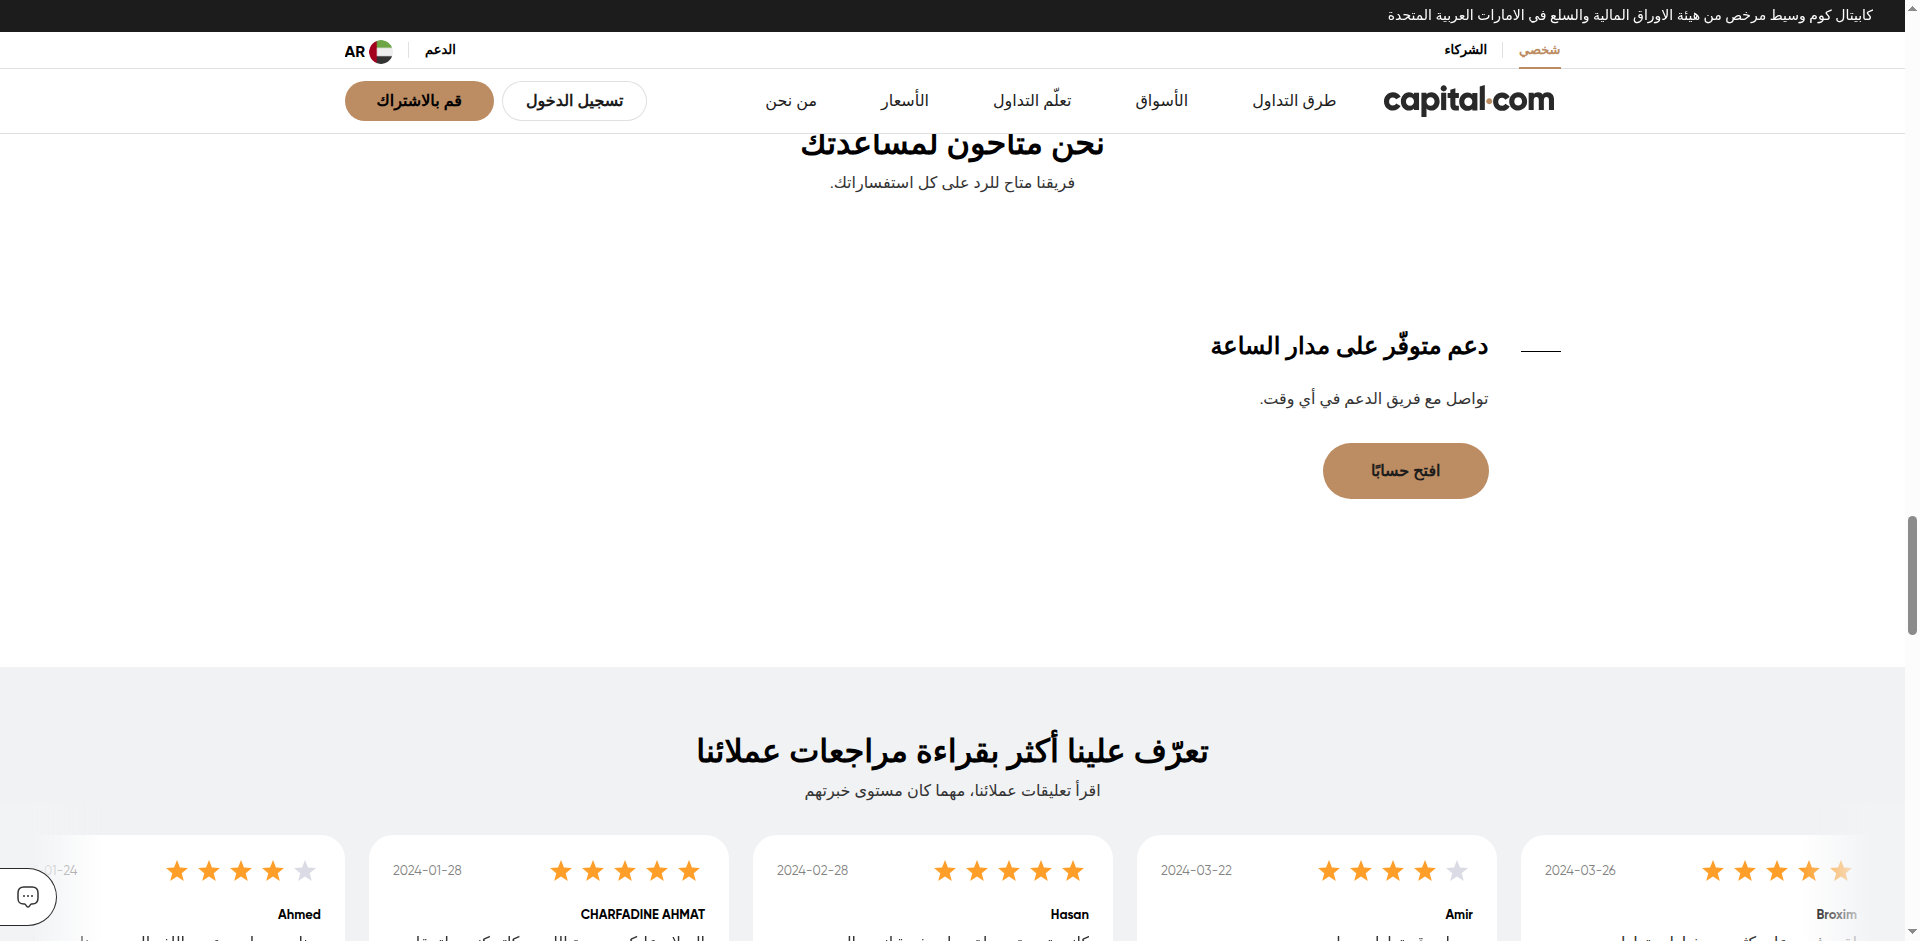 كابيتال كوم وسيط مرخص من هيئة الاوراق المالية والسلع في الامارات العربية المتحدة
شخصي
الشركاء
الدعم
AR
capital.com
طرق التداول
الأسواق
تعلّم التداول
الأسعار
من نحن
تسجيل الدخول
قم بالاشتراك
نحن متاحون لمساعدتك
فريقنا متاح للرد على كل استفساراتك.
دعم متوفّر على مدار الساعة
تواصل مع فريق الدعم في أي وقت.
افتح حسابًا
تعرّف علينا أكثر بقراءة مراجعات عملائنا
اقرأ تعليقات عملائنا، مهما كان مستوى خبرتهم
2024-03-26
Broxim
2024-03-22
Amir
2024-02-28
Hasan
2024-01-28
CHARFADINE AHMAT
01-24
Ahmed